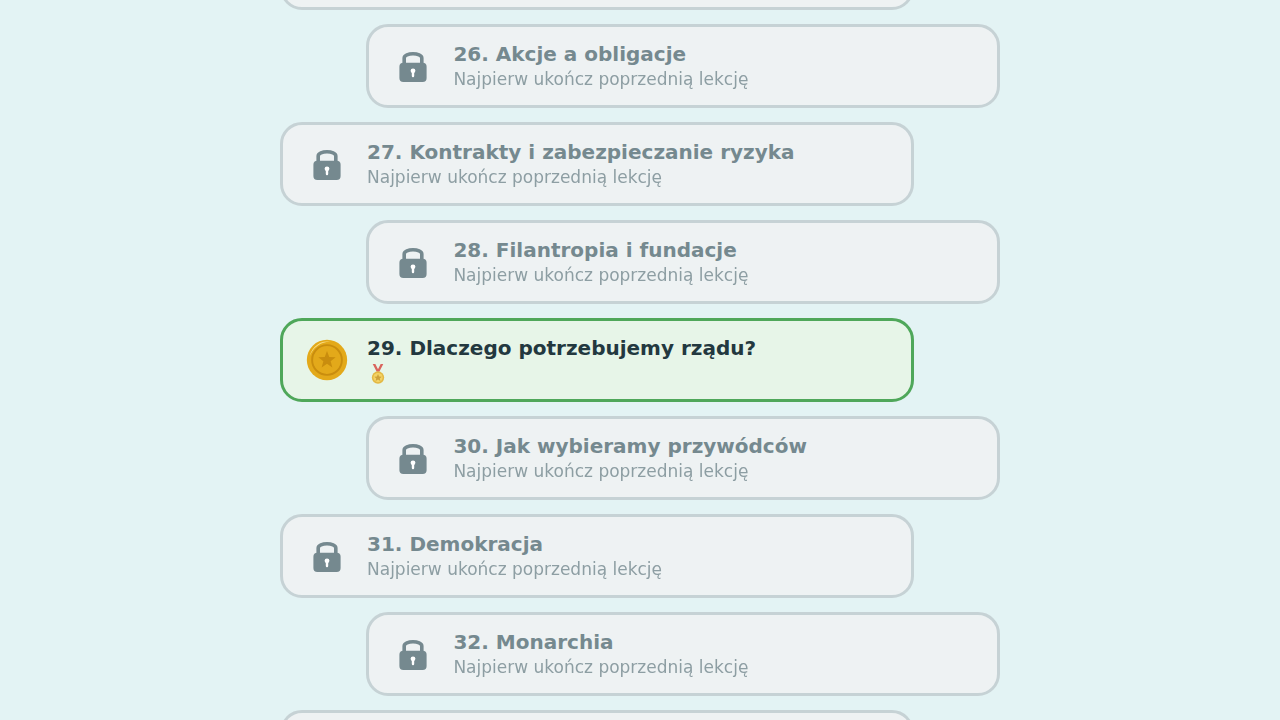 26. Akcje a obligacje
Najpierw ukończ poprzednią lekcję
27. Kontrakty i zabezpieczanie ryzyka
Najpierw ukończ poprzednią lekcję
28. Filantropia i fundacje
Najpierw ukończ poprzednią lekcję
29. Dlaczego potrzebujemy rządu?
30. Jak wybieramy przywódców
Najpierw ukończ poprzednią lekcję
31. Demokracja
Najpierw ukończ poprzednią lekcję
32. Monarchia
Najpierw ukończ poprzednią lekcję